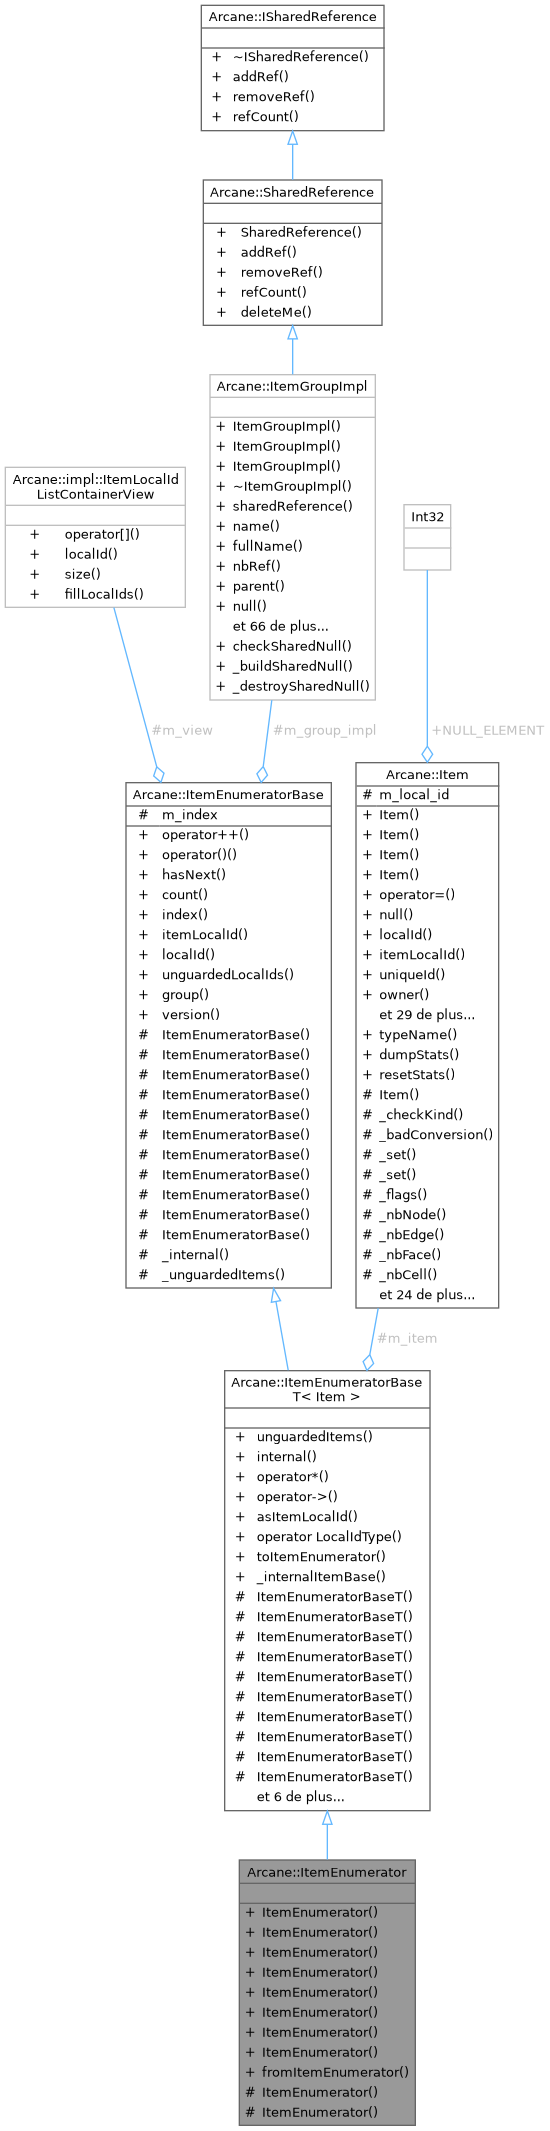 Arcane::ISharedReference
+ ~ISharedReference()
+ addRef()
+ removeRef()
+ refCount()
Arcane::SharedReference
+ SharedReference()
+ addRef()
+ removeRef()
+ refCount()
+ deleteMe()
Arcane::ItemGroupImpl
+ ItemGroupImpl()
+ ItemGroupImpl()
+ ItemGroupImpl()
+ ~ItemGroupImpl()
+ sharedReference()
+ name()
+ fullName()
+ nbRef()
+ parent()
+ null()
et 66 de plus...
+ checkSharedNull()
+ _buildSharedNull()
+ _destroySharedNull()
Arcane::impl::ItemLocalId
ListContainerView
+ operator[]()
+ localId()
+ size()
+ fillLocalIds()
Int32
#m_view
#m_group_impl
+NULL_ELEMENT
Arcane::ItemEnumeratorBase
# m_index
+ operator++()
+ operator()()
+ hasNext()
+ count()
+ index()
+ itemLocalId()
+ localId()
+ unguardedLocalIds()
+ group()
+ version()
# ItemEnumeratorBase()
# ItemEnumeratorBase()
# ItemEnumeratorBase()
# ItemEnumeratorBase()
# ItemEnumeratorBase()
# ItemEnumeratorBase()
# ItemEnumeratorBase()
# ItemEnumeratorBase()
# ItemEnumeratorBase()
# ItemEnumeratorBase()
# ItemEnumeratorBase()
# _internal()
# _unguardedItems()
Arcane::Item
# m_local_id
+ Item()
+ Item()
+ Item()
+ Item()
+ operator=()
+ null()
+ localId()
+ itemLocalId()
+ uniqueId()
+ owner()
et 29 de plus...
+ typeName()
+ dumpStats()
+ resetStats()
# Item()
# _checkKind()
# _badConversion()
# _set()
# _set()
# _flags()
# _nbNode()
# _nbEdge()
# _nbFace()
# _nbCell()
et 24 de plus...
#m_item
Arcane::ItemEnumeratorBase
T< Item >
+ unguardedItems()
+ internal()
+ operator*()
+ operator->()
+ asItemLocalId()
+ operator LocalIdType()
+ toItemEnumerator()
+ _internalItemBase()
# ItemEnumeratorBaseT()
# ItemEnumeratorBaseT()
# ItemEnumeratorBaseT()
# ItemEnumeratorBaseT()
# ItemEnumeratorBaseT()
# ItemEnumeratorBaseT()
# ItemEnumeratorBaseT()
# ItemEnumeratorBaseT()
# ItemEnumeratorBaseT()
# ItemEnumeratorBaseT()
et 6 de plus...
Arcane::ItemEnumerator
+ ItemEnumerator()
+ ItemEnumerator()
+ ItemEnumerator()
+ ItemEnumerator()
+ ItemEnumerator()
+ ItemEnumerator()
+ ItemEnumerator()
+ ItemEnumerator()
+ fromItemEnumerator()
# ItemEnumerator()
# ItemEnumerator()